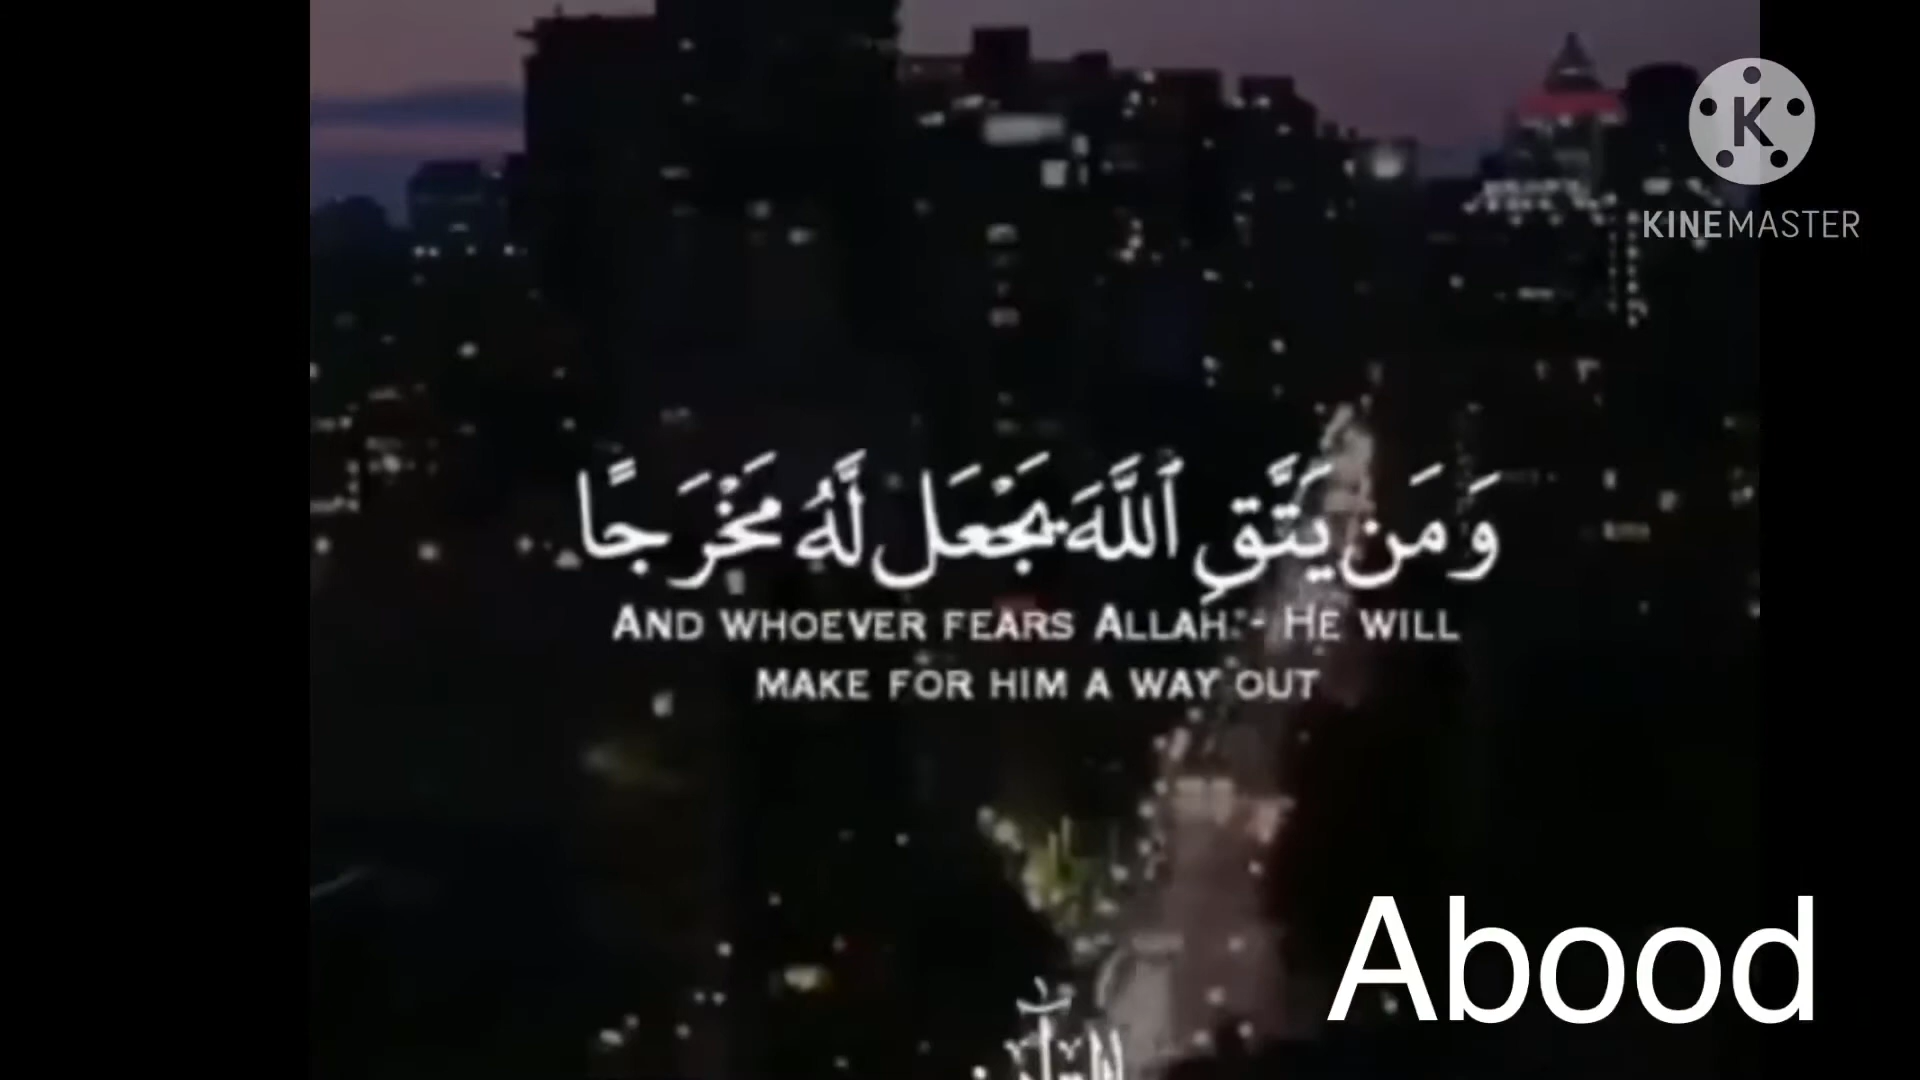 K
KINEMASTER
وَمَن يَتَّقِ ٱللَّهَ يَجْعَل لَّهُۥ مَخْرَجًا
AND WHOEVER FEARS ALLAH - HE WILL
MAKE FOR HIM A WAY OUT
Abood